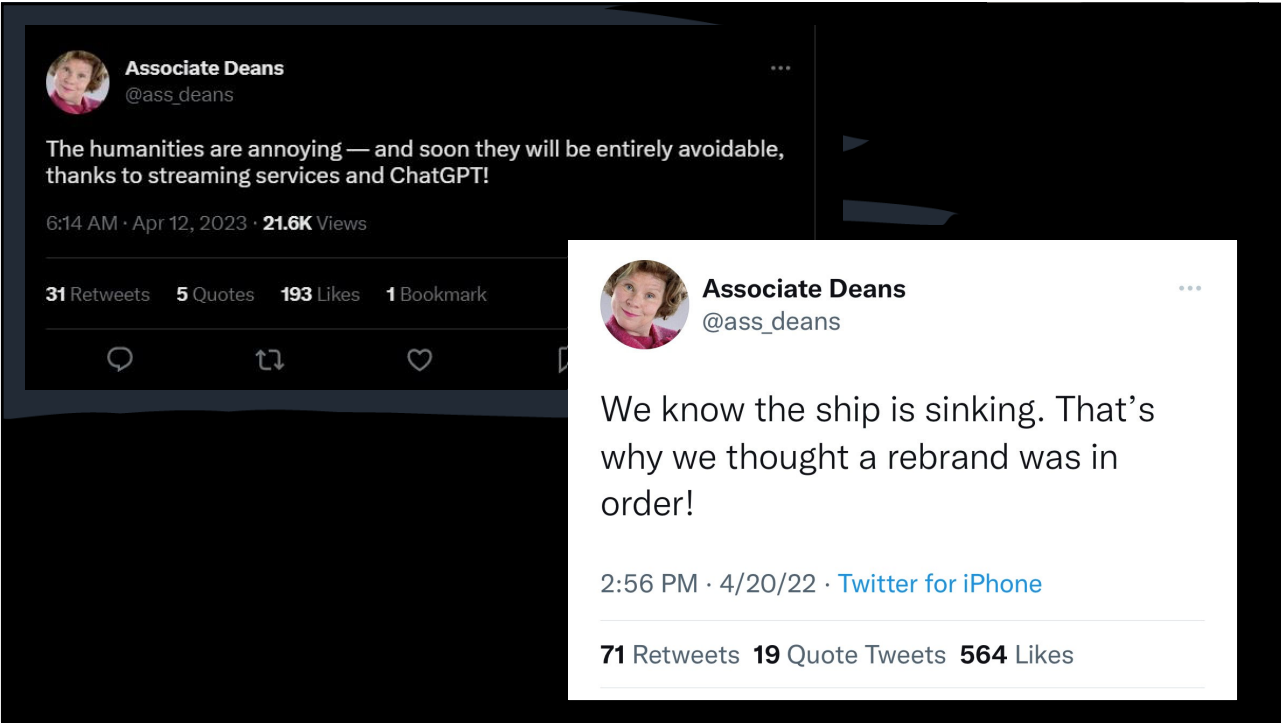 Associate Deans
@ass_deans
The humanities are annoying — and soon they will be entirely avoidable,
thanks to streaming services and ChatGPT!
6:14 AM · Apr 12, 2023 · 21.6K Views
31 Retweets 5 Quotes 193 Likes 1 Bookmark
Associate Deans
@ass_deans
We know the ship is sinking. That’s
why we thought a rebrand was in
order!
2:56 PM · 4/20/22 · Twitter for iPhone
71 Retweets 19 Quote Tweets 564 Likes